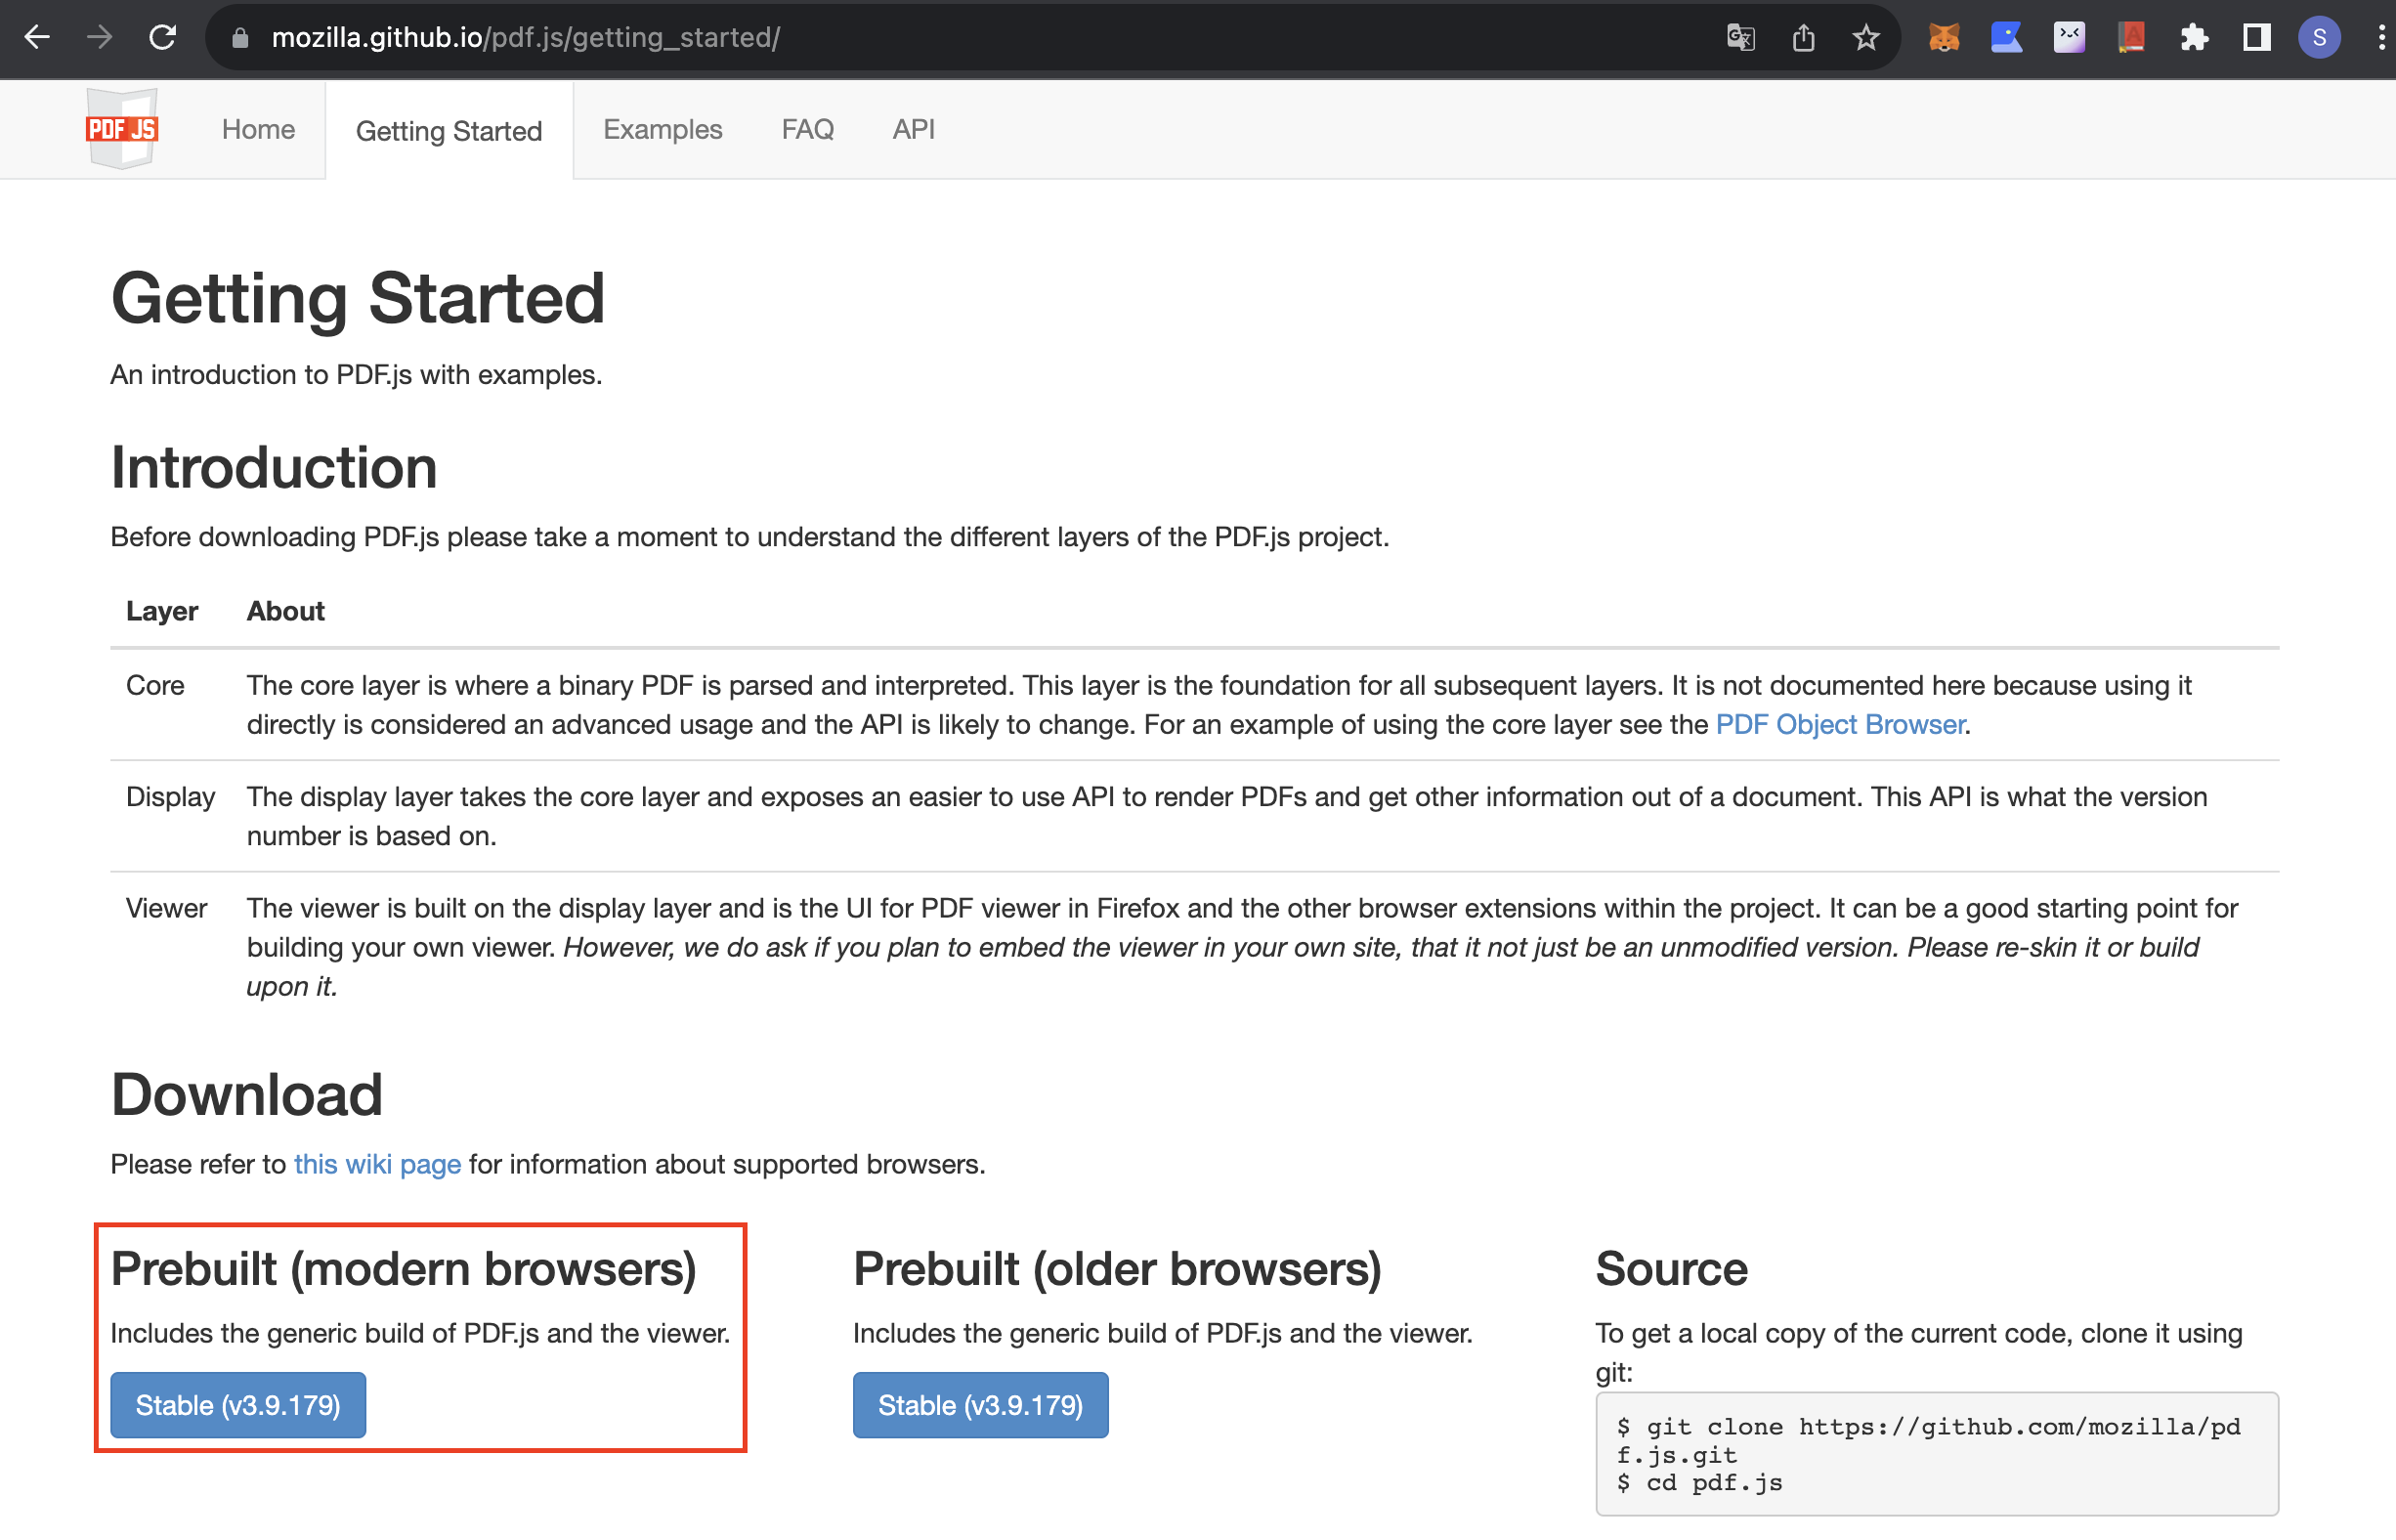 mozilla.github.io/pdf.js/getting_started/
S
PDF JS
Home
Getting Started
Examples
FAQ
API
Getting Started
An introduction to PDF.js with examples.
Introduction
Before downloading PDF.js please take a moment to understand the different layers of the PDF.js project.
Layer About
Core The core layer is where a binary PDF is parsed and interpreted. This layer is the foundation for all subsequent layers. It is not documented here because using it
directly is considered an advanced usage and the API is likely to change. For an example of using the core layer see the PDF Object Browser.
Display The display layer takes the core layer and exposes an easier to use API to render PDFs and get other information out of a document. This API is what the version
number is based on.
Viewer The viewer is built on the display layer and is the UI for PDF viewer in Firefox and the other browser extensions within the project. It can be a good starting point for
building your own viewer. However, we do ask if you plan to embed the viewer in your own site, that it not just be an unmodified version. Please re-skin it or build
upon it.
Download
Please refer to this wiki page for information about supported browsers.
Prebuilt (modern browsers)
Includes the generic build of PDF.js and the viewer.
Stable (v3.9.179)
Prebuilt (older browsers)
Includes the generic build of PDF.js and the viewer.
Stable (v3.9.179)
Source
To get a local copy of the current code, clone it using
git:
$ git clone https://github.com/mozilla/pd
f.js.git
$ cd pdf.js